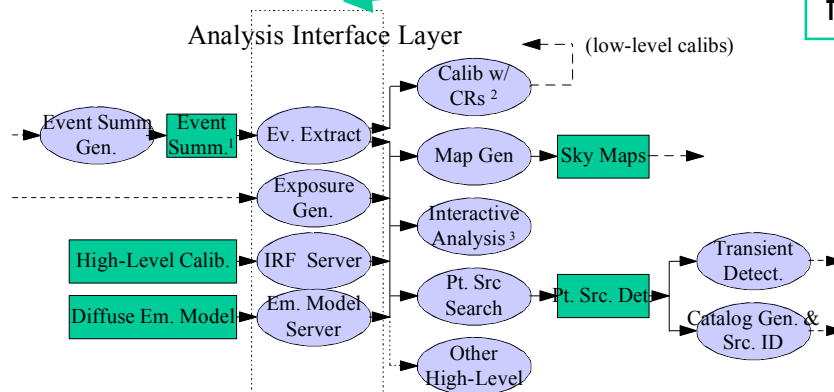 Analysis Interface Layer
(low-level calibs)
Calib w/
CRs 2
Event Summ
Gen.
Event
Summ.1
Ev. Extract
Map Gen
Sky Maps
Exposure
Gen.
Interactive
Analysis 3
High-Level Calib.
IRF Server
Transient
Detect.
Diffuse Em. Model
Em. Model
Server
Pt. Src
Search
Pt. Src. Det.
Catalog Gen. &
Src. ID
Other
High-Level